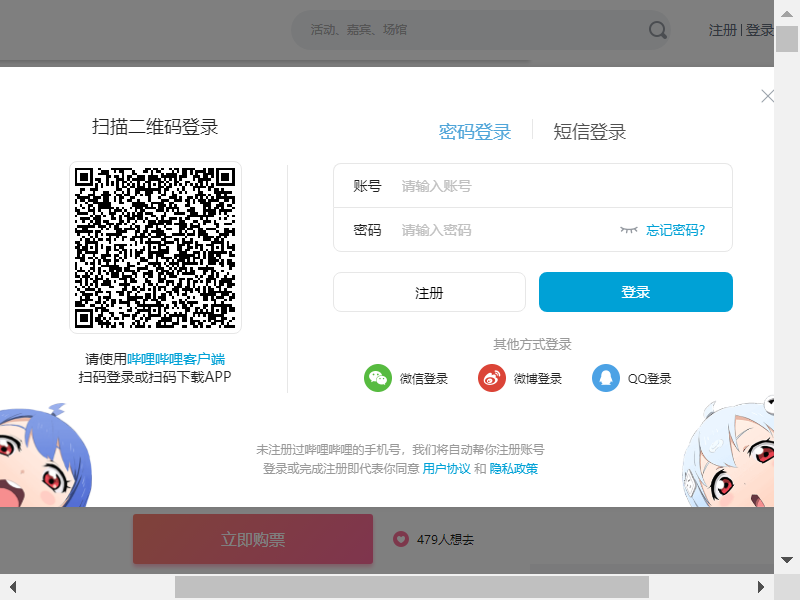 活动、嘉宾、场馆
注册 | 登录
扫描二维码登录
密码登录
短信登录
账号 请输入账号
密码 请输入密码 忘记密码?
注册
登录
其他方式登录
微信登录
微博登录
QQ登录
请使用哔哩哔哩客户端
扫码登录或扫码下载APP
未注册过哔哩哔哩的手机号，我们将自动帮你注册账号
登录或完成注册即代表你同意 用户协议 和 隐私政策
立即购票
479人想去